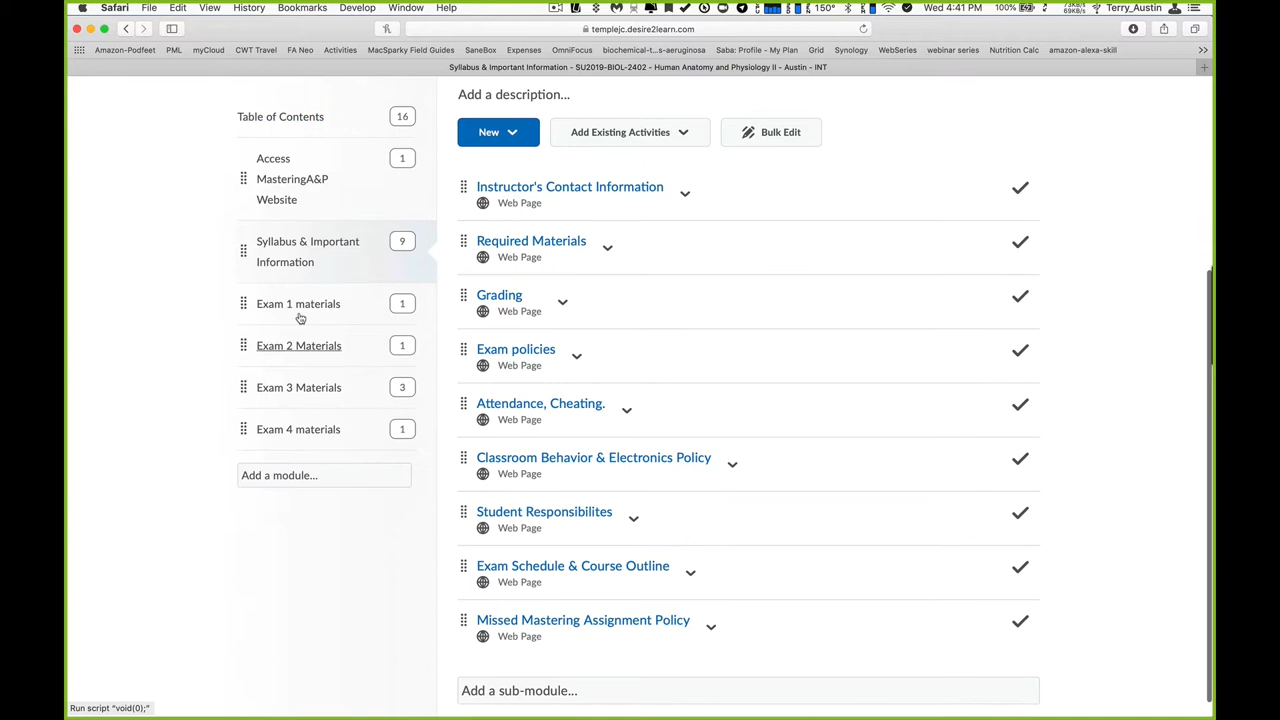 Safari File Edit View History Bookmarks Develop Window Help
150° 73KB/s 69KB/s 100% Wed 4:41 PM Terry_Austin
templejc.desire2learn.com
Amazon-Podfeet PML myCloud CWT Travel FA Neo Activities MacSparky Field Guides SaneBox Expenses OmniFocus biochemical-t...s-aeruginosa Saba: Profile - My Plan Grid Synology WebSeries webinar series Nutrition Calc amazon-alexa-skill
Syllabus & Important Information - SU2019-BIOL-2402 - Human Anatomy and Physiology II - Austin - INT
Table of Contents 16
Access MasteringA&P Website 1
Syllabus & Important Information 9
Exam 1 materials 1
Exam 2 Materials 1
Exam 3 Materials 3
Exam 4 materials 1
Add a module...
Add a description...
New Add Existing Activities Bulk Edit
Instructor's Contact Information
Web Page
Required Materials
Web Page
Grading
Web Page
Exam policies
Web Page
Attendance, Cheating.
Web Page
Classroom Behavior & Electronics Policy
Web Page
Student Responsibilites
Web Page
Exam Schedule & Course Outline
Web Page
Missed Mastering Assignment Policy
Web Page
Add a sub-module...
Run script "void(0);"